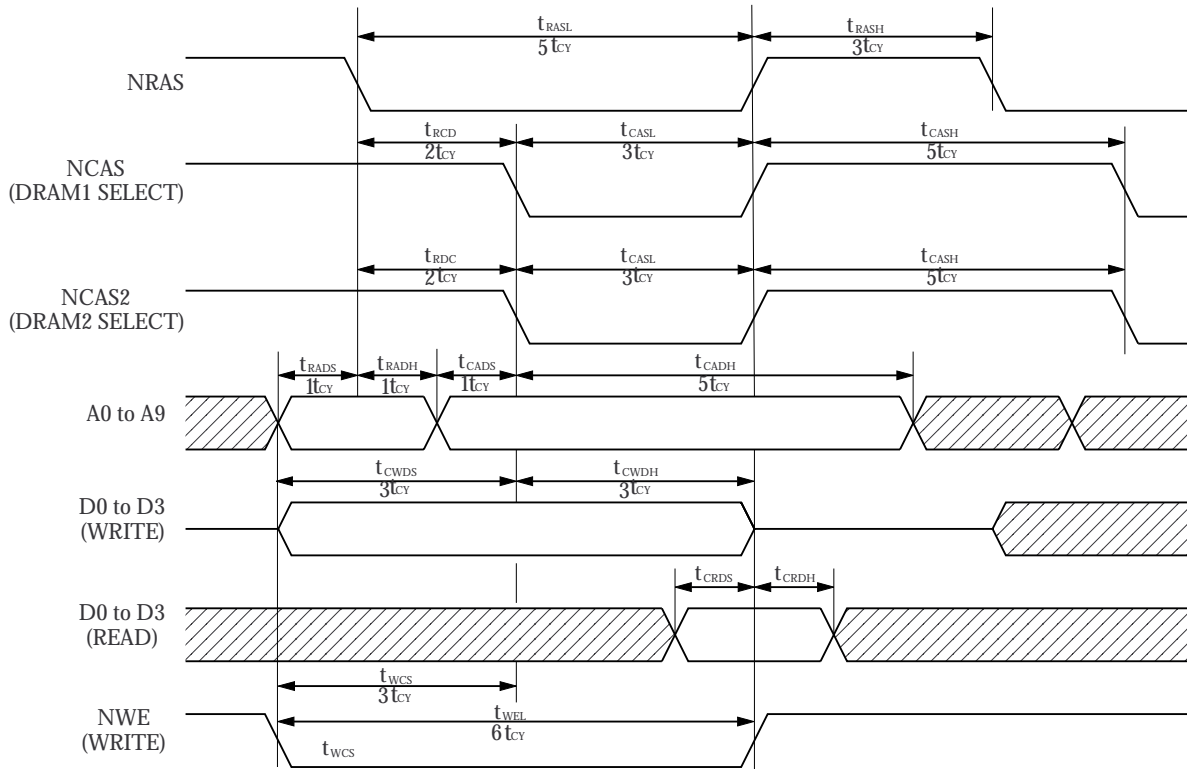 tRASL
5tCY
tRASH
3tCY
NRAS
tRCD
2tCY
tCASL
3tCY
tCASH
5tCY
NCAS
(DRAM1 SELECT)
tRDC
2tCY
tCASL
3tCY
tCASH
5tCY
NCAS2
(DRAM2 SELECT)
tRADS
1tCY
tRADH
1tCY
tCADS
1tCY
tCADH
5tCY
A0 to A9
tCWDS
3tCY
tCWDH
3tCY
D0 to D3
(WRITE)
tCRDS
tCRDH
D0 to D3
(READ)
tWCS
3tCY
tWEL
6tCY
NWE
(WRITE)
tWCS